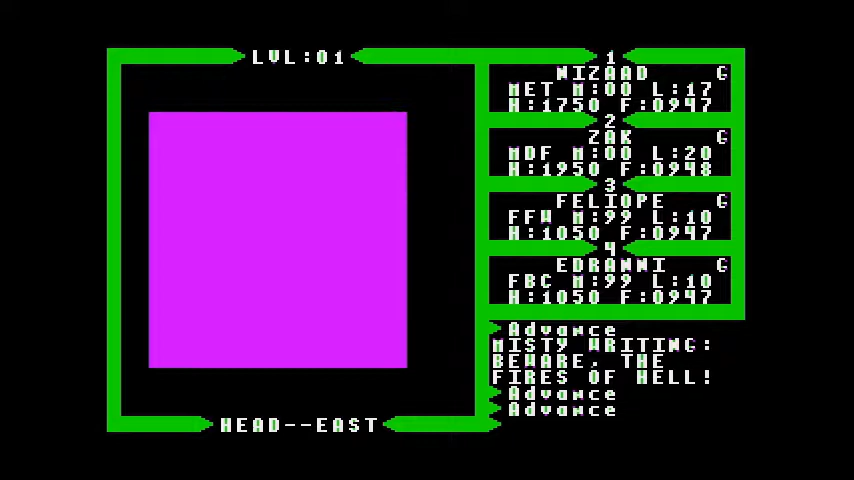 LVL:01
1
NIZAAD G
MET M:00 L:17
H:1750 F:0947
2
ZAK G
MDF M:00 L:20
H:1950 F:0948
3
FELIOPE G
FFW M:99 L:10
H:1050 F:0947
4
EDRANNI G
FBC M:99 L:10
H:1050 F:0947
Advance
MISTY WRITING:
BEWARE, THE
FIRES OF HELL!
Advance
Advance
HEAD--EAST